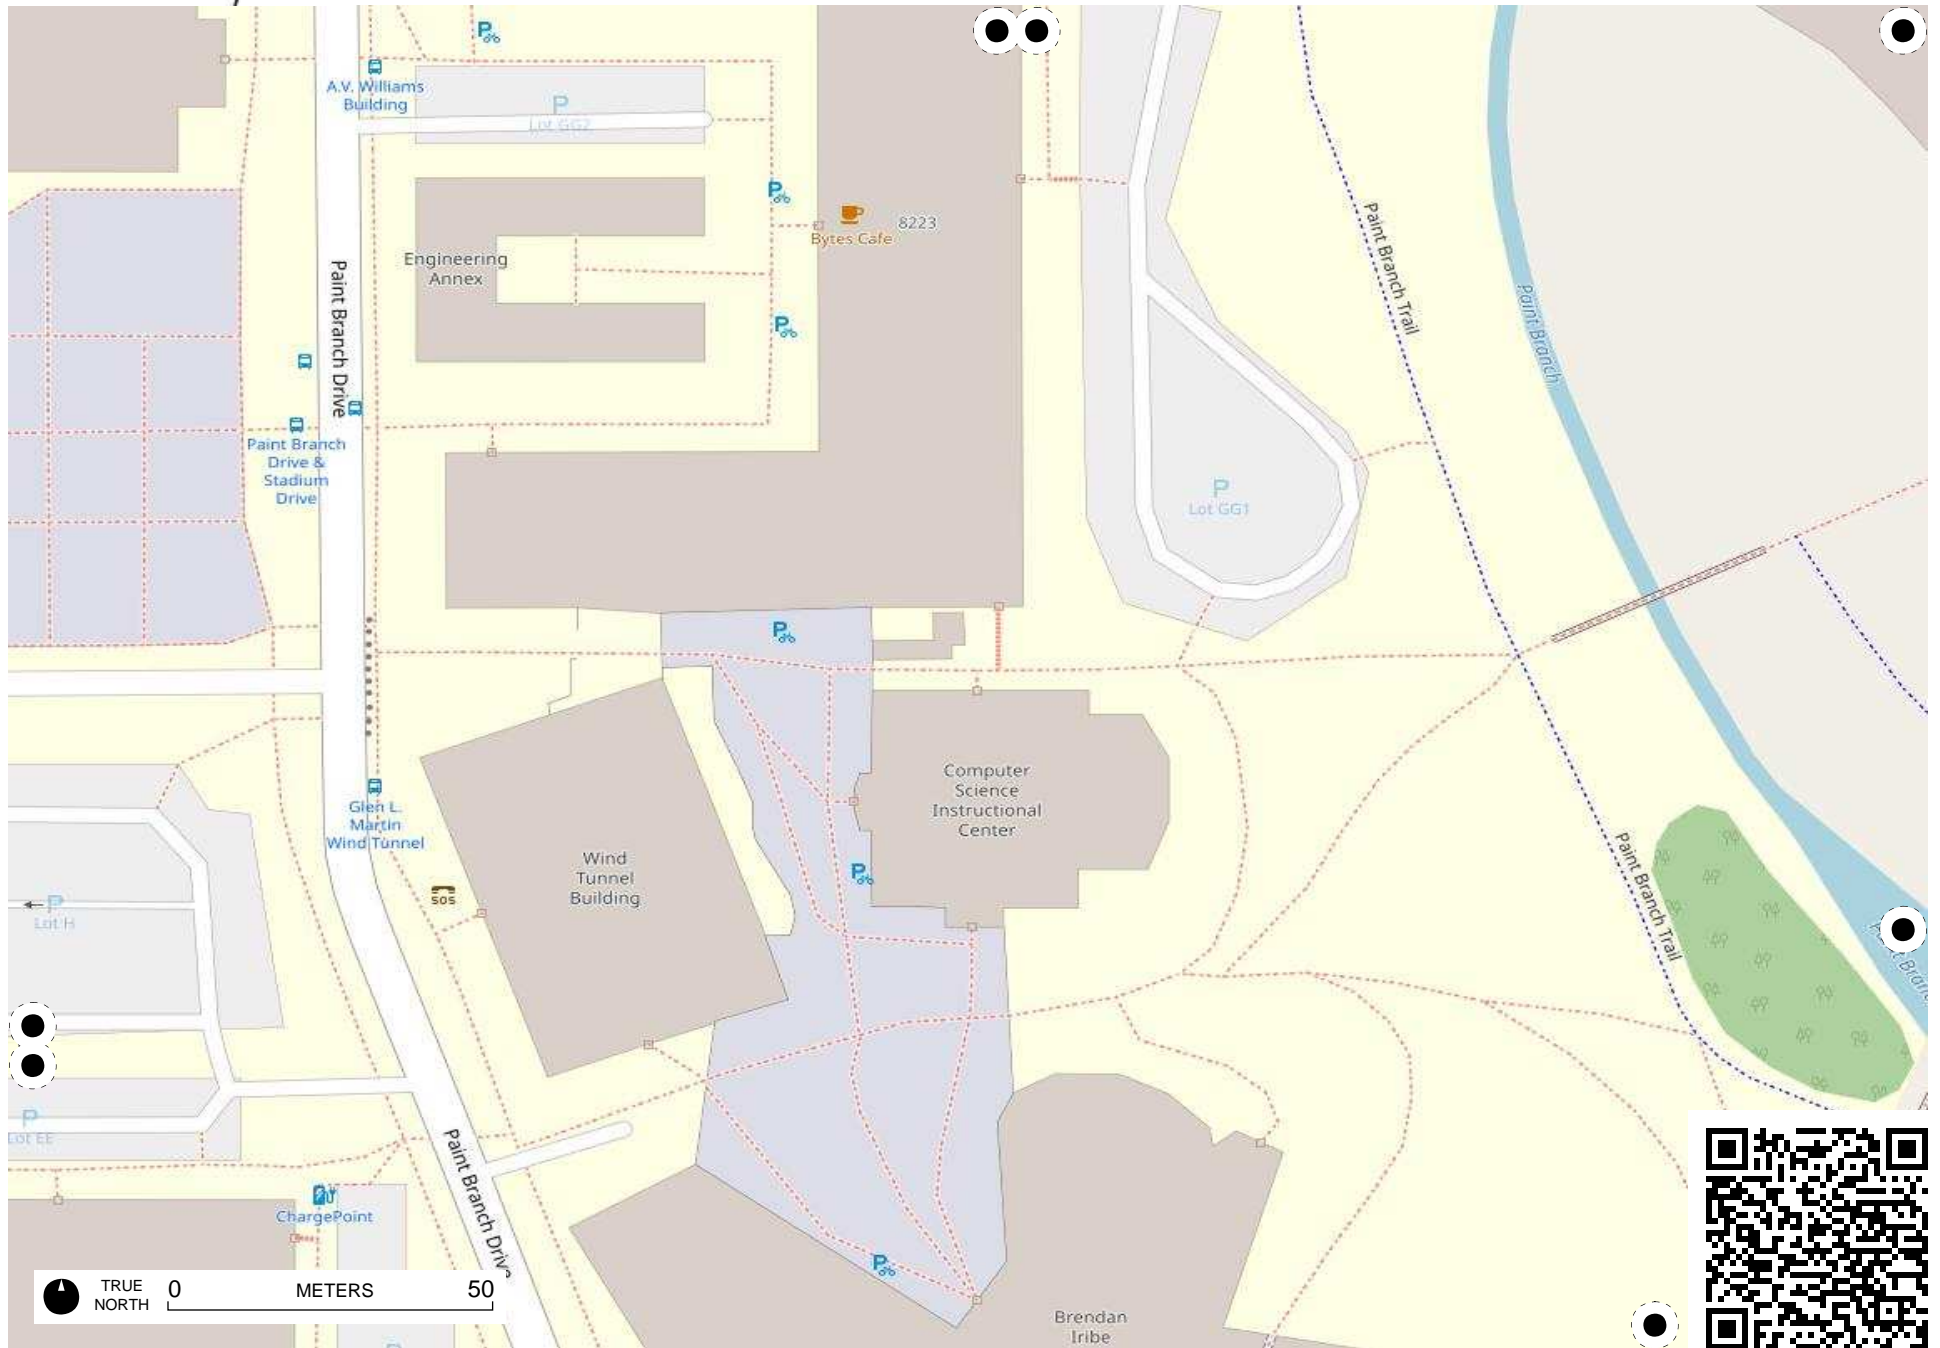 A.V. Williams
Building
P
Lot GG2
Bytes Cafe
8223
Engineering
Annex
Paint Branch Drive
Paint Branch Trail
Paint Branch
Paint Branch
Drive &
Stadium
Drive
P
Lot GG1
Computer
Science
Instructional
Center
Glen L.
Martin
Wind Tunnel
Wind
Tunnel
Building
SOS
P
Lot H
Paint Branch Trail
P
Lot EE
Paint Branch Drive
ChargePoint
TRUE
NORTH
0 METERS 50
Brendan
Iribe